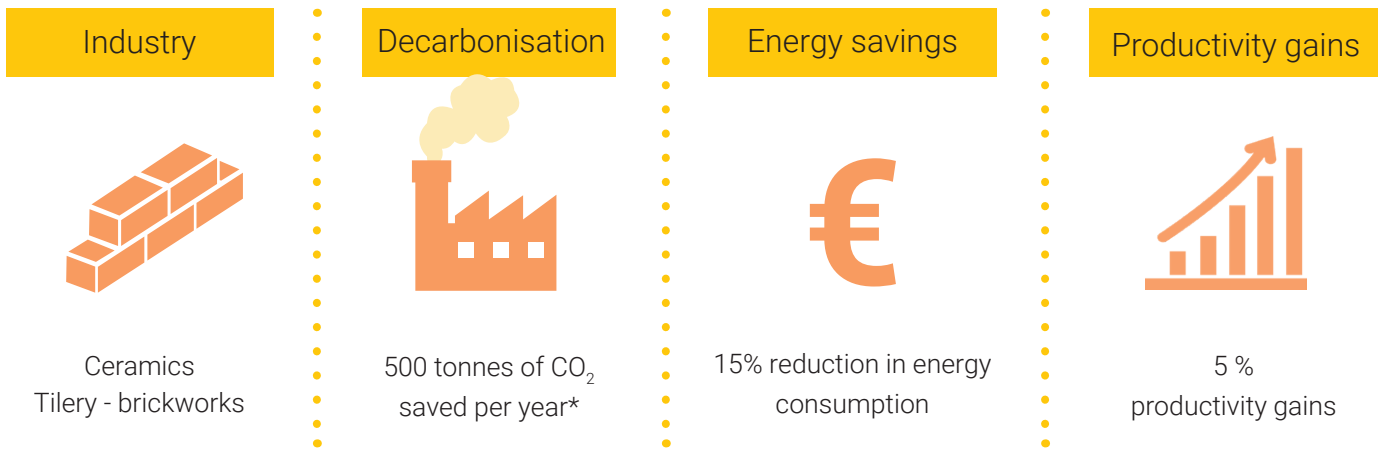 Industry
Decarbonisation
Energy savings
Productivity gains
€
Ceramics
Tilery - brickworks
500 tonnes of CO₂
saved per year*
15% reduction in energy
consumption
5 %
productivity gains